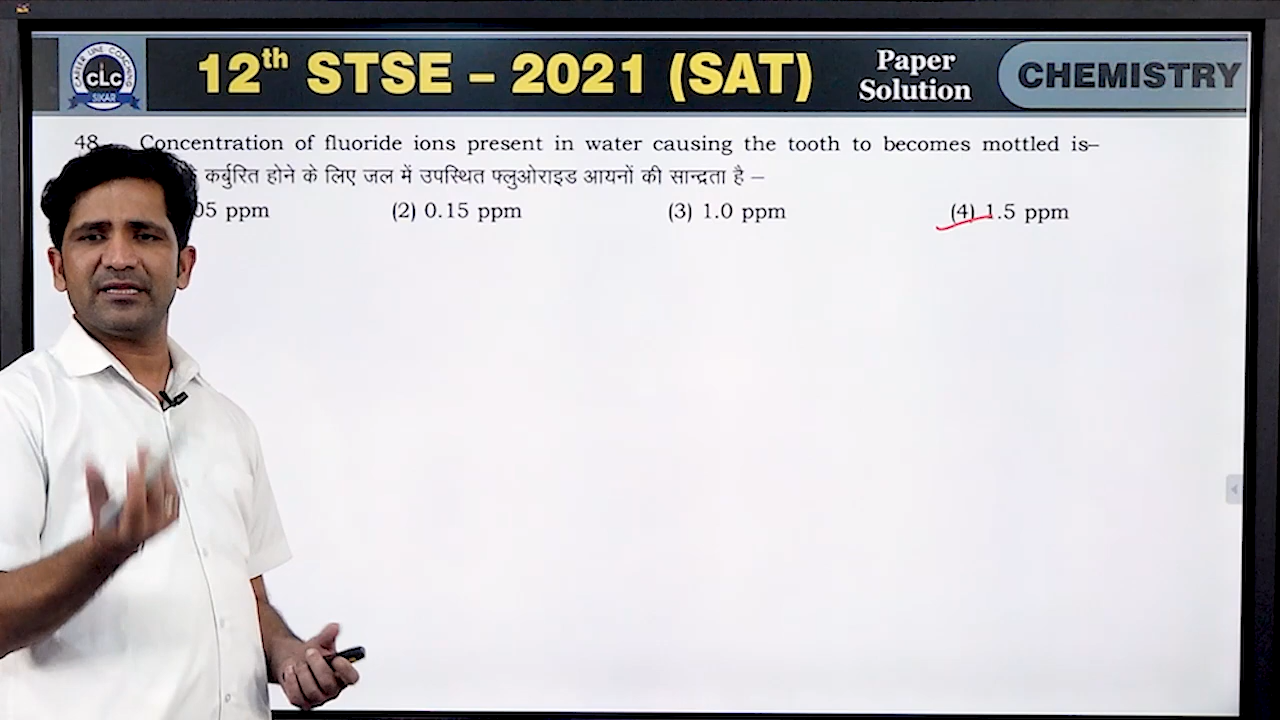 CAREER LINE COACHING
CLC
SIKAR
12th STSE – 2021 (SAT)
Paper
Solution
CHEMISTRY
48. Concentration of fluoride ions present in water causing the tooth to becomes mottled is–
कर्बुरित होने के लिए जल में उपस्थित फ्लुओराइड आयनों की सान्द्रता है –
05 ppm (2) 0.15 ppm (3) 1.0 ppm (4) 1.5 ppm